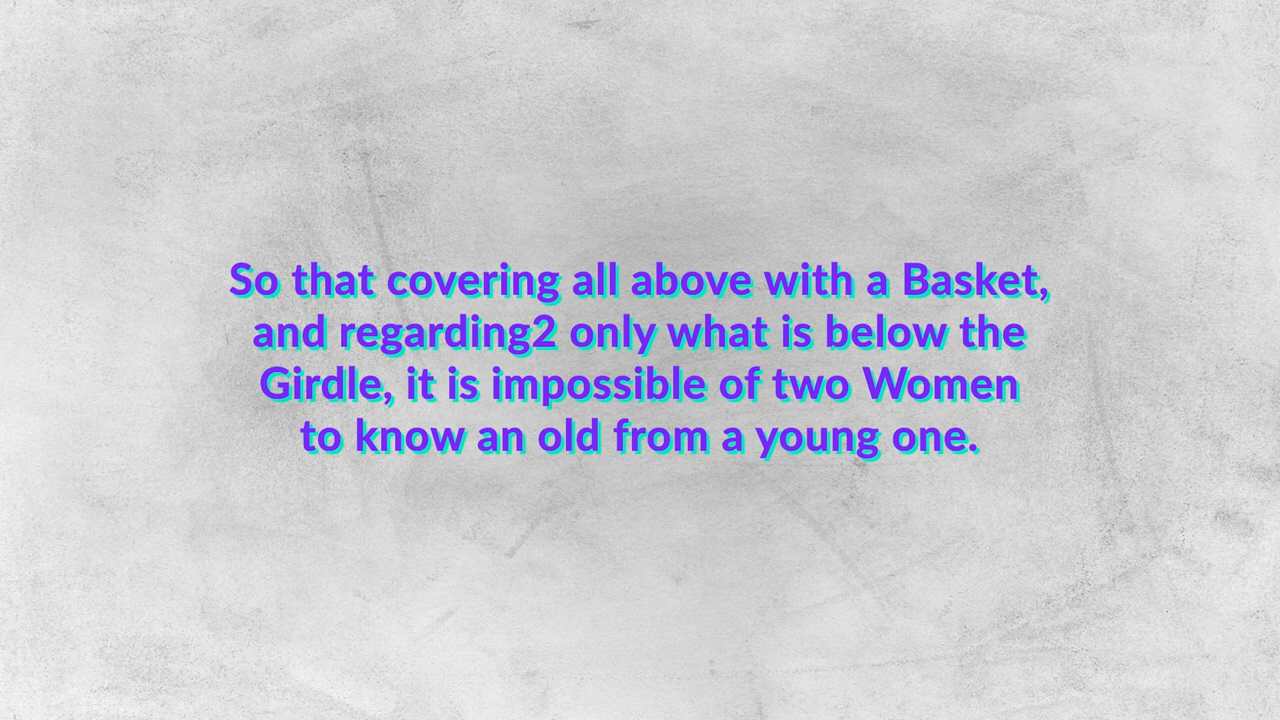 So that covering all above with a Basket,
and regarding2 only what is below the
Girdle, it is impossible of two Women
to know an old from a young one.